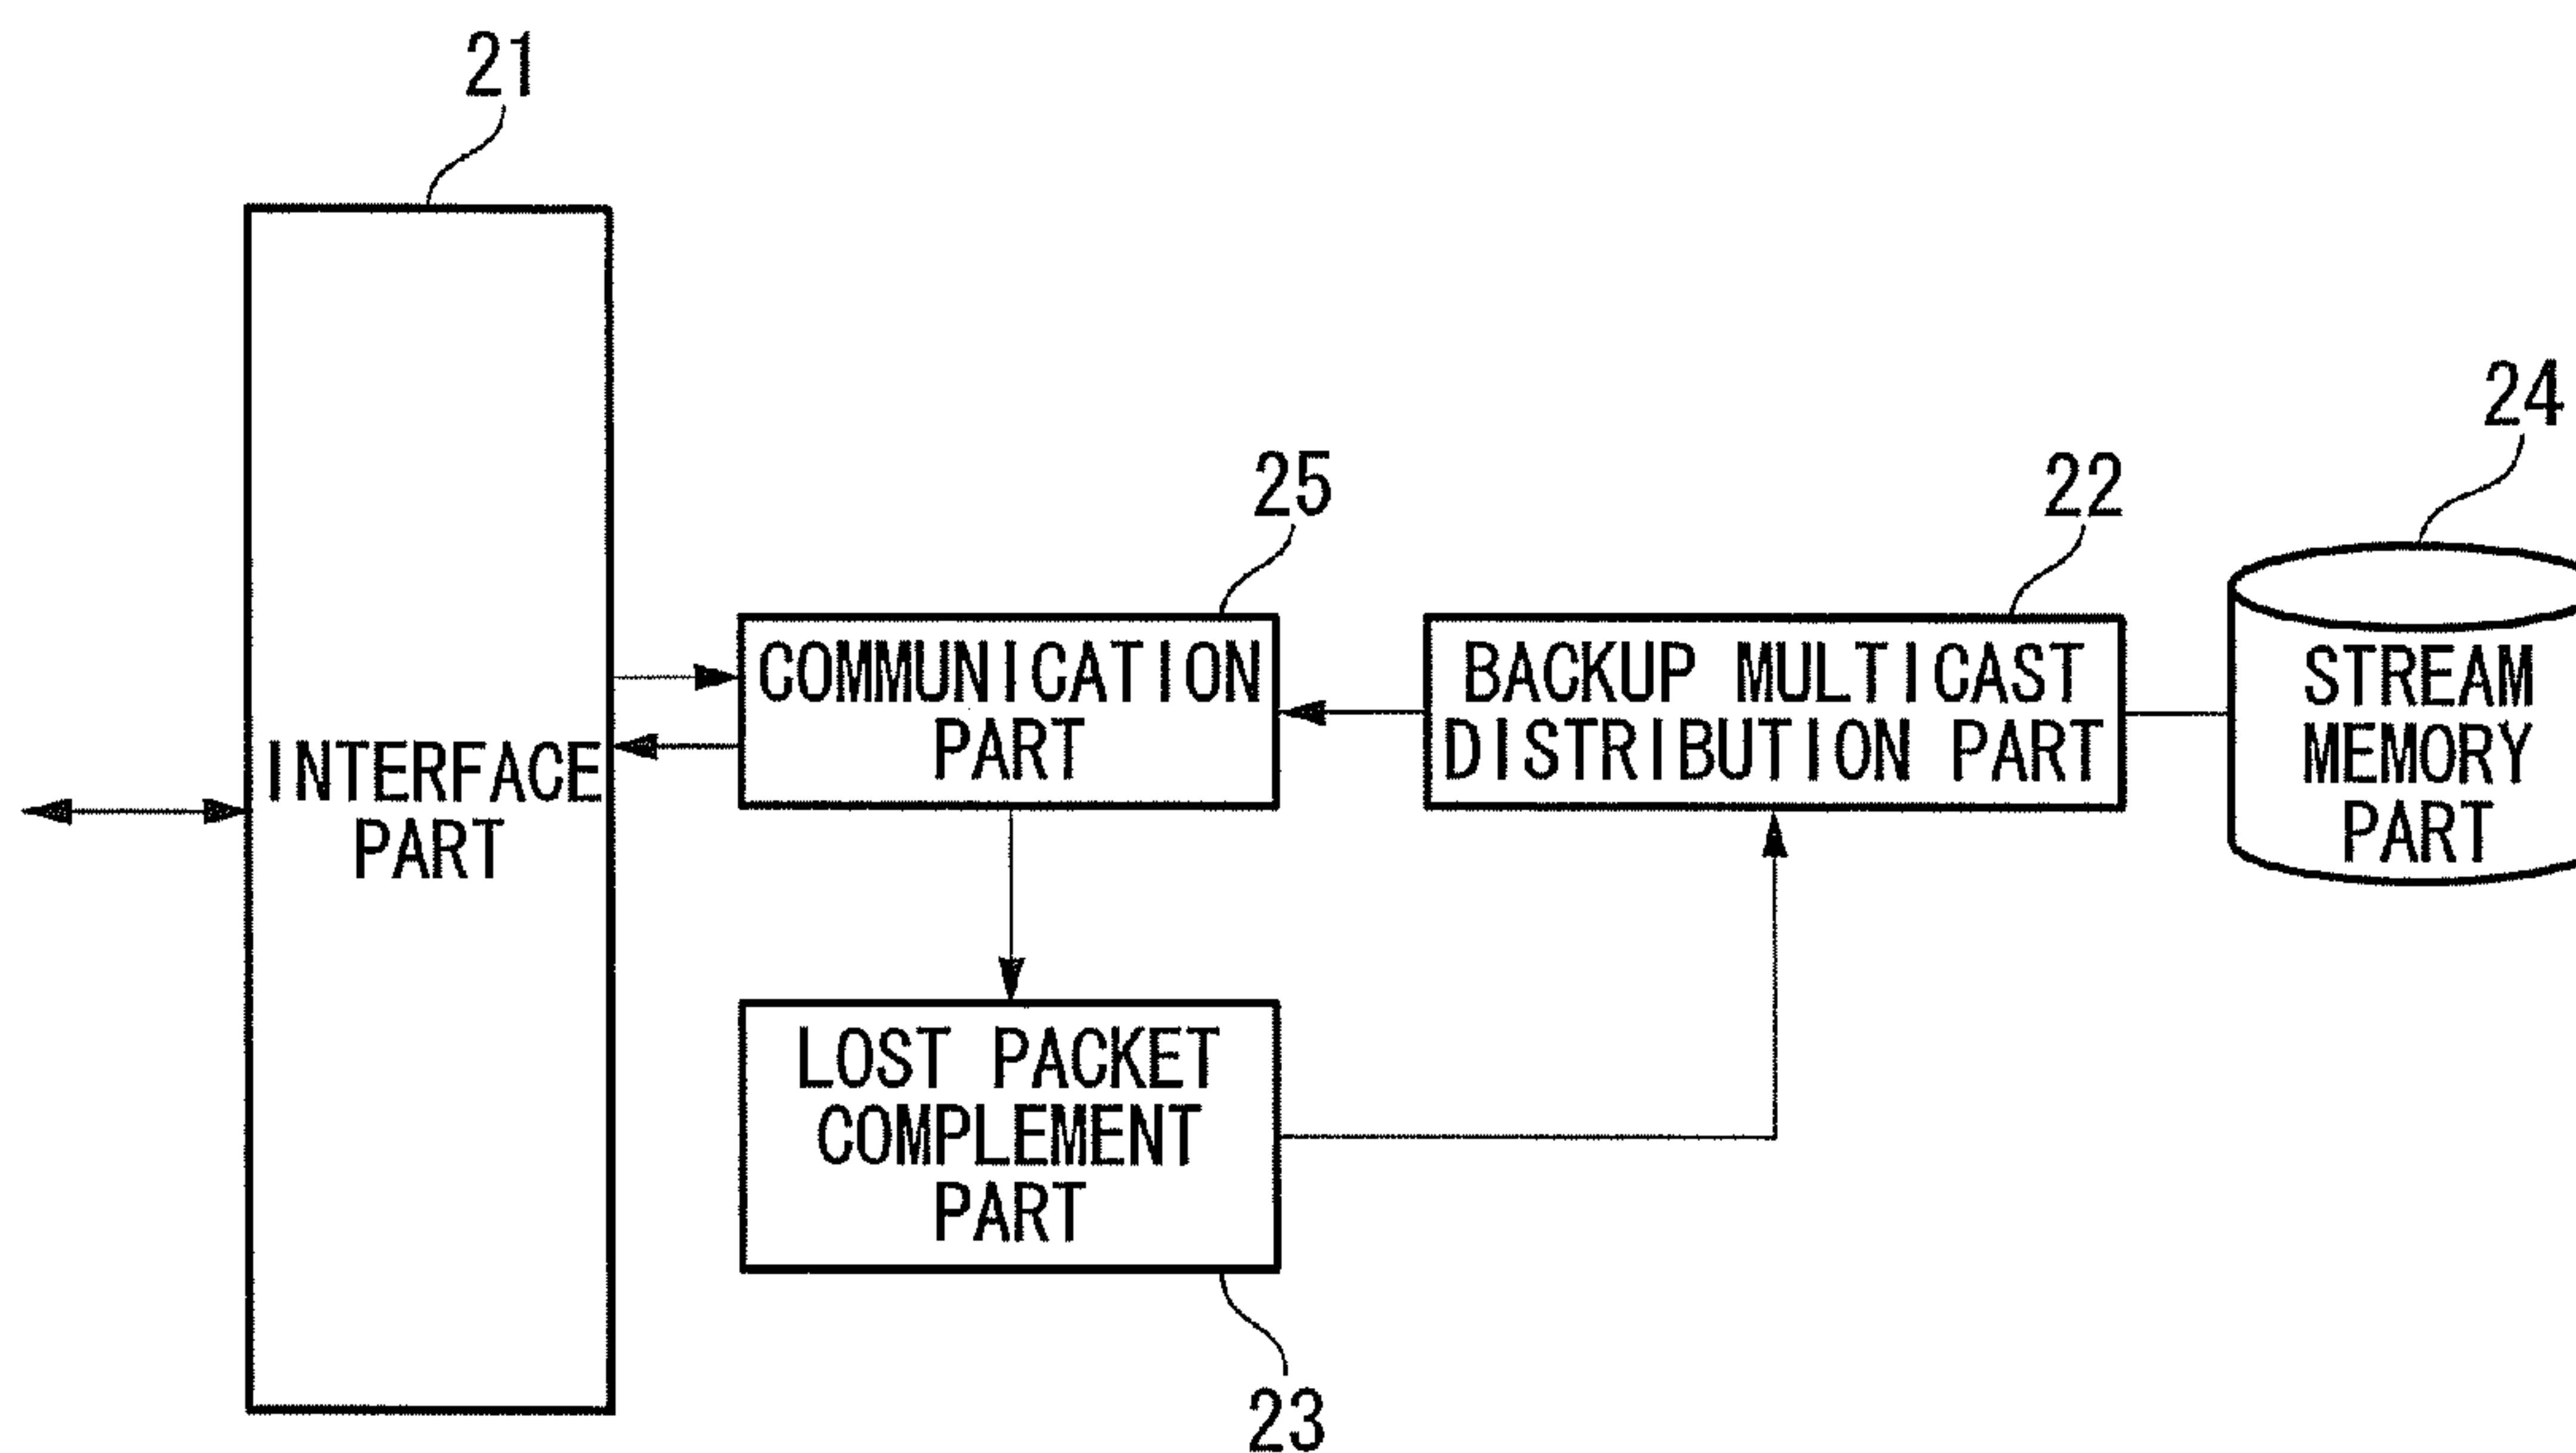 21
INTERFACE
PART
25
COMMUNICATION
PART
22
BACKUP MULTICAST
DISTRIBUTION PART
24
STREAM
MEMORY
PART
LOST PACKET
COMPLEMENT
PART
23